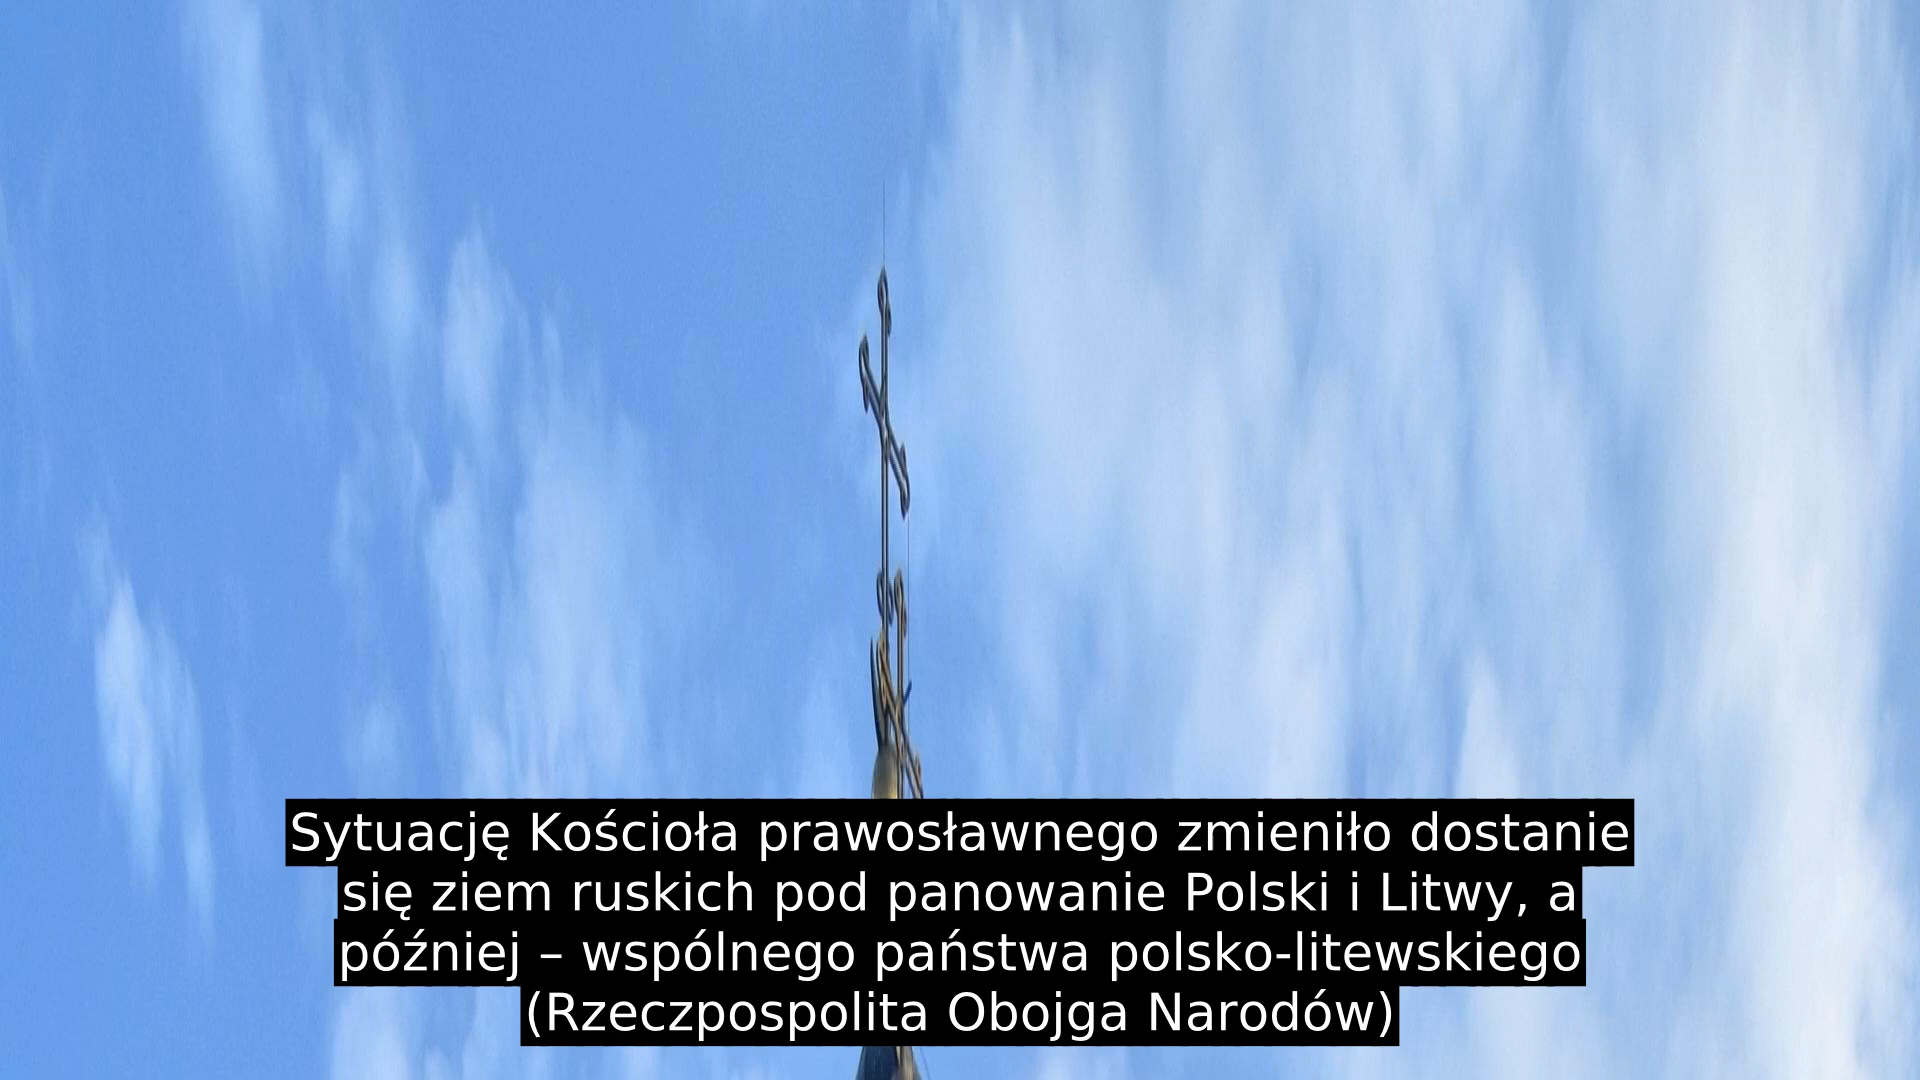 Sytuację Kościoła prawosławnego zmieniło dostanie
się ziem ruskich pod panowanie Polski i Litwy, a
później – wspólnego państwa polsko-litewskiego
(Rzeczpospolita Obojga Narodów)